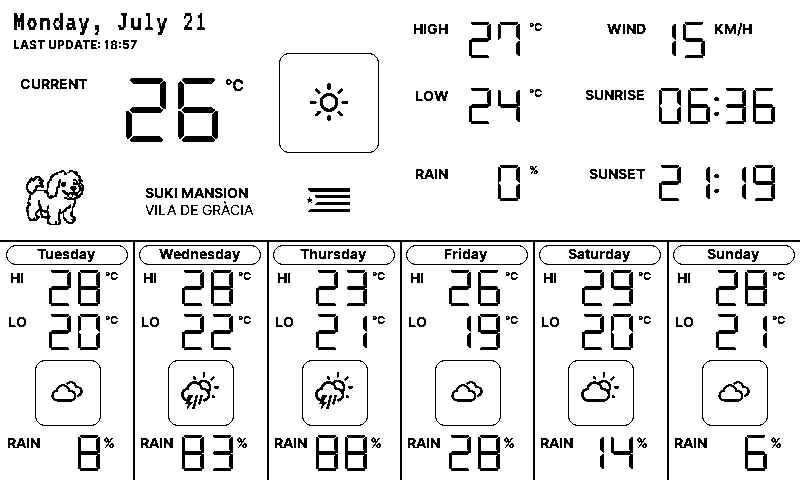 Monday, July 21
LAST UPDATE: 18:57
CURRENT 26 °C
HIGH 27 °C
WIND 15 KM/H
LOW 24 °C
SUNRISE 06:36
RAIN 0 %
SUNSET 21:19
SUKI MANSION
VILA DE GRÀCIA
Tuesday
HI 28 °C
LO 20 °C
RAIN 8 %
Wednesday
HI 28 °C
LO 22 °C
RAIN 83 %
Thursday
HI 23 °C
LO 21 °C
RAIN 88 %
Friday
HI 26 °C
LO 19 °C
RAIN 28 %
Saturday
HI 29 °C
LO 20 °C
RAIN 14 %
Sunday
HI 28 °C
LO 21 °C
RAIN 6 %